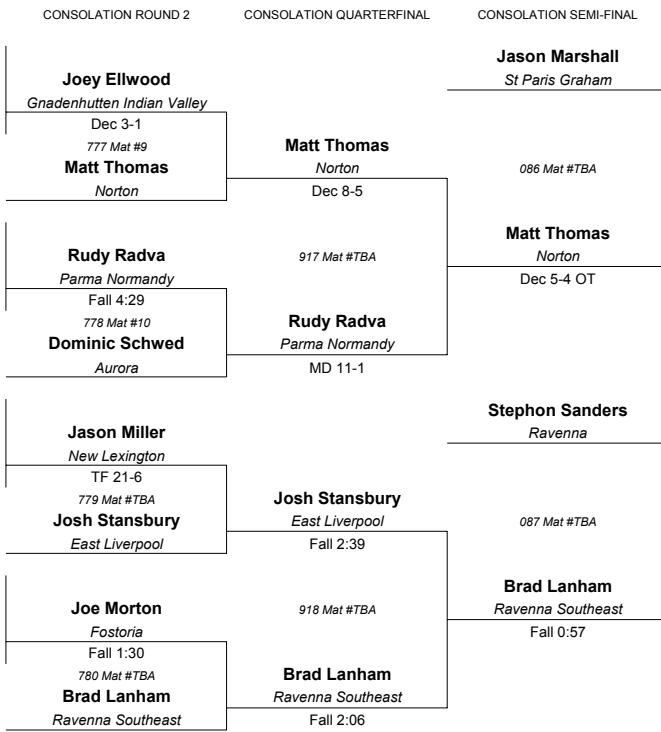 CONSOLATION ROUND 2
CONSOLATION QUARTERFINAL
CONSOLATION SEMI-FINAL
Joey Ellwood
Gnadenhutten Indian Valley
Dec 3-1
777 Mat #9
Matt Thomas
Norton
Rudy Radva
Parma Normandy
Fall 4:29
778 Mat #10
Dominic Schwed
Aurora
Jason Miller
New Lexington
TF 21-6
779 Mat #TBA
Josh Stansbury
East Liverpool
Joe Morton
Fostoria
Fall 1:30
780 Mat #TBA
Brad Lanham
Ravenna Southeast
Matt Thomas
Norton
Dec 8-5
917 Mat #TBA
Rudy Radva
Parma Normandy
MD 11-1
Josh Stansbury
East Liverpool
Fall 2:39
918 Mat #TBA
Brad Lanham
Ravenna Southeast
Fall 2:06
Jason Marshall
St Paris Graham
086 Mat #TBA
Matt Thomas
Norton
Dec 5-4 OT
Stephon Sanders
Ravenna
087 Mat #TBA
Brad Lanham
Ravenna Southeast
Fall 0:57